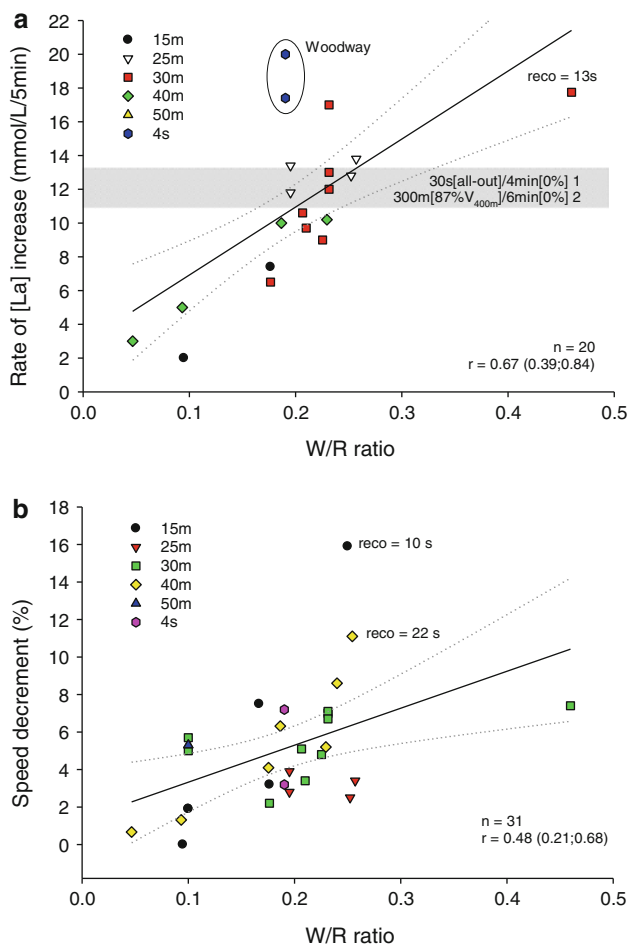 a
Rate of [La] increase (mmol/L/5min)
22
20
18
16
14
12
10
8
6
4
2
0
15m
25m
30m
40m
50m
4s
Woodway
reco = 13s
30s[all-out]/4min[0%] 1
300m[87%V400m]/6min[0%] 2
n = 20
r = 0.67 (0.39;0.84)
0.0 0.1 0.2 0.3 0.4 0.5
W/R ratio
b
Speed decrement (%)
18
16
14
12
10
8
6
4
2
0
15m
25m
30m
40m
50m
4s
reco = 10 s
reco = 22 s
n = 31
r = 0.48 (0.21;0.68)
0.0 0.1 0.2 0.3 0.4 0.5
W/R ratio